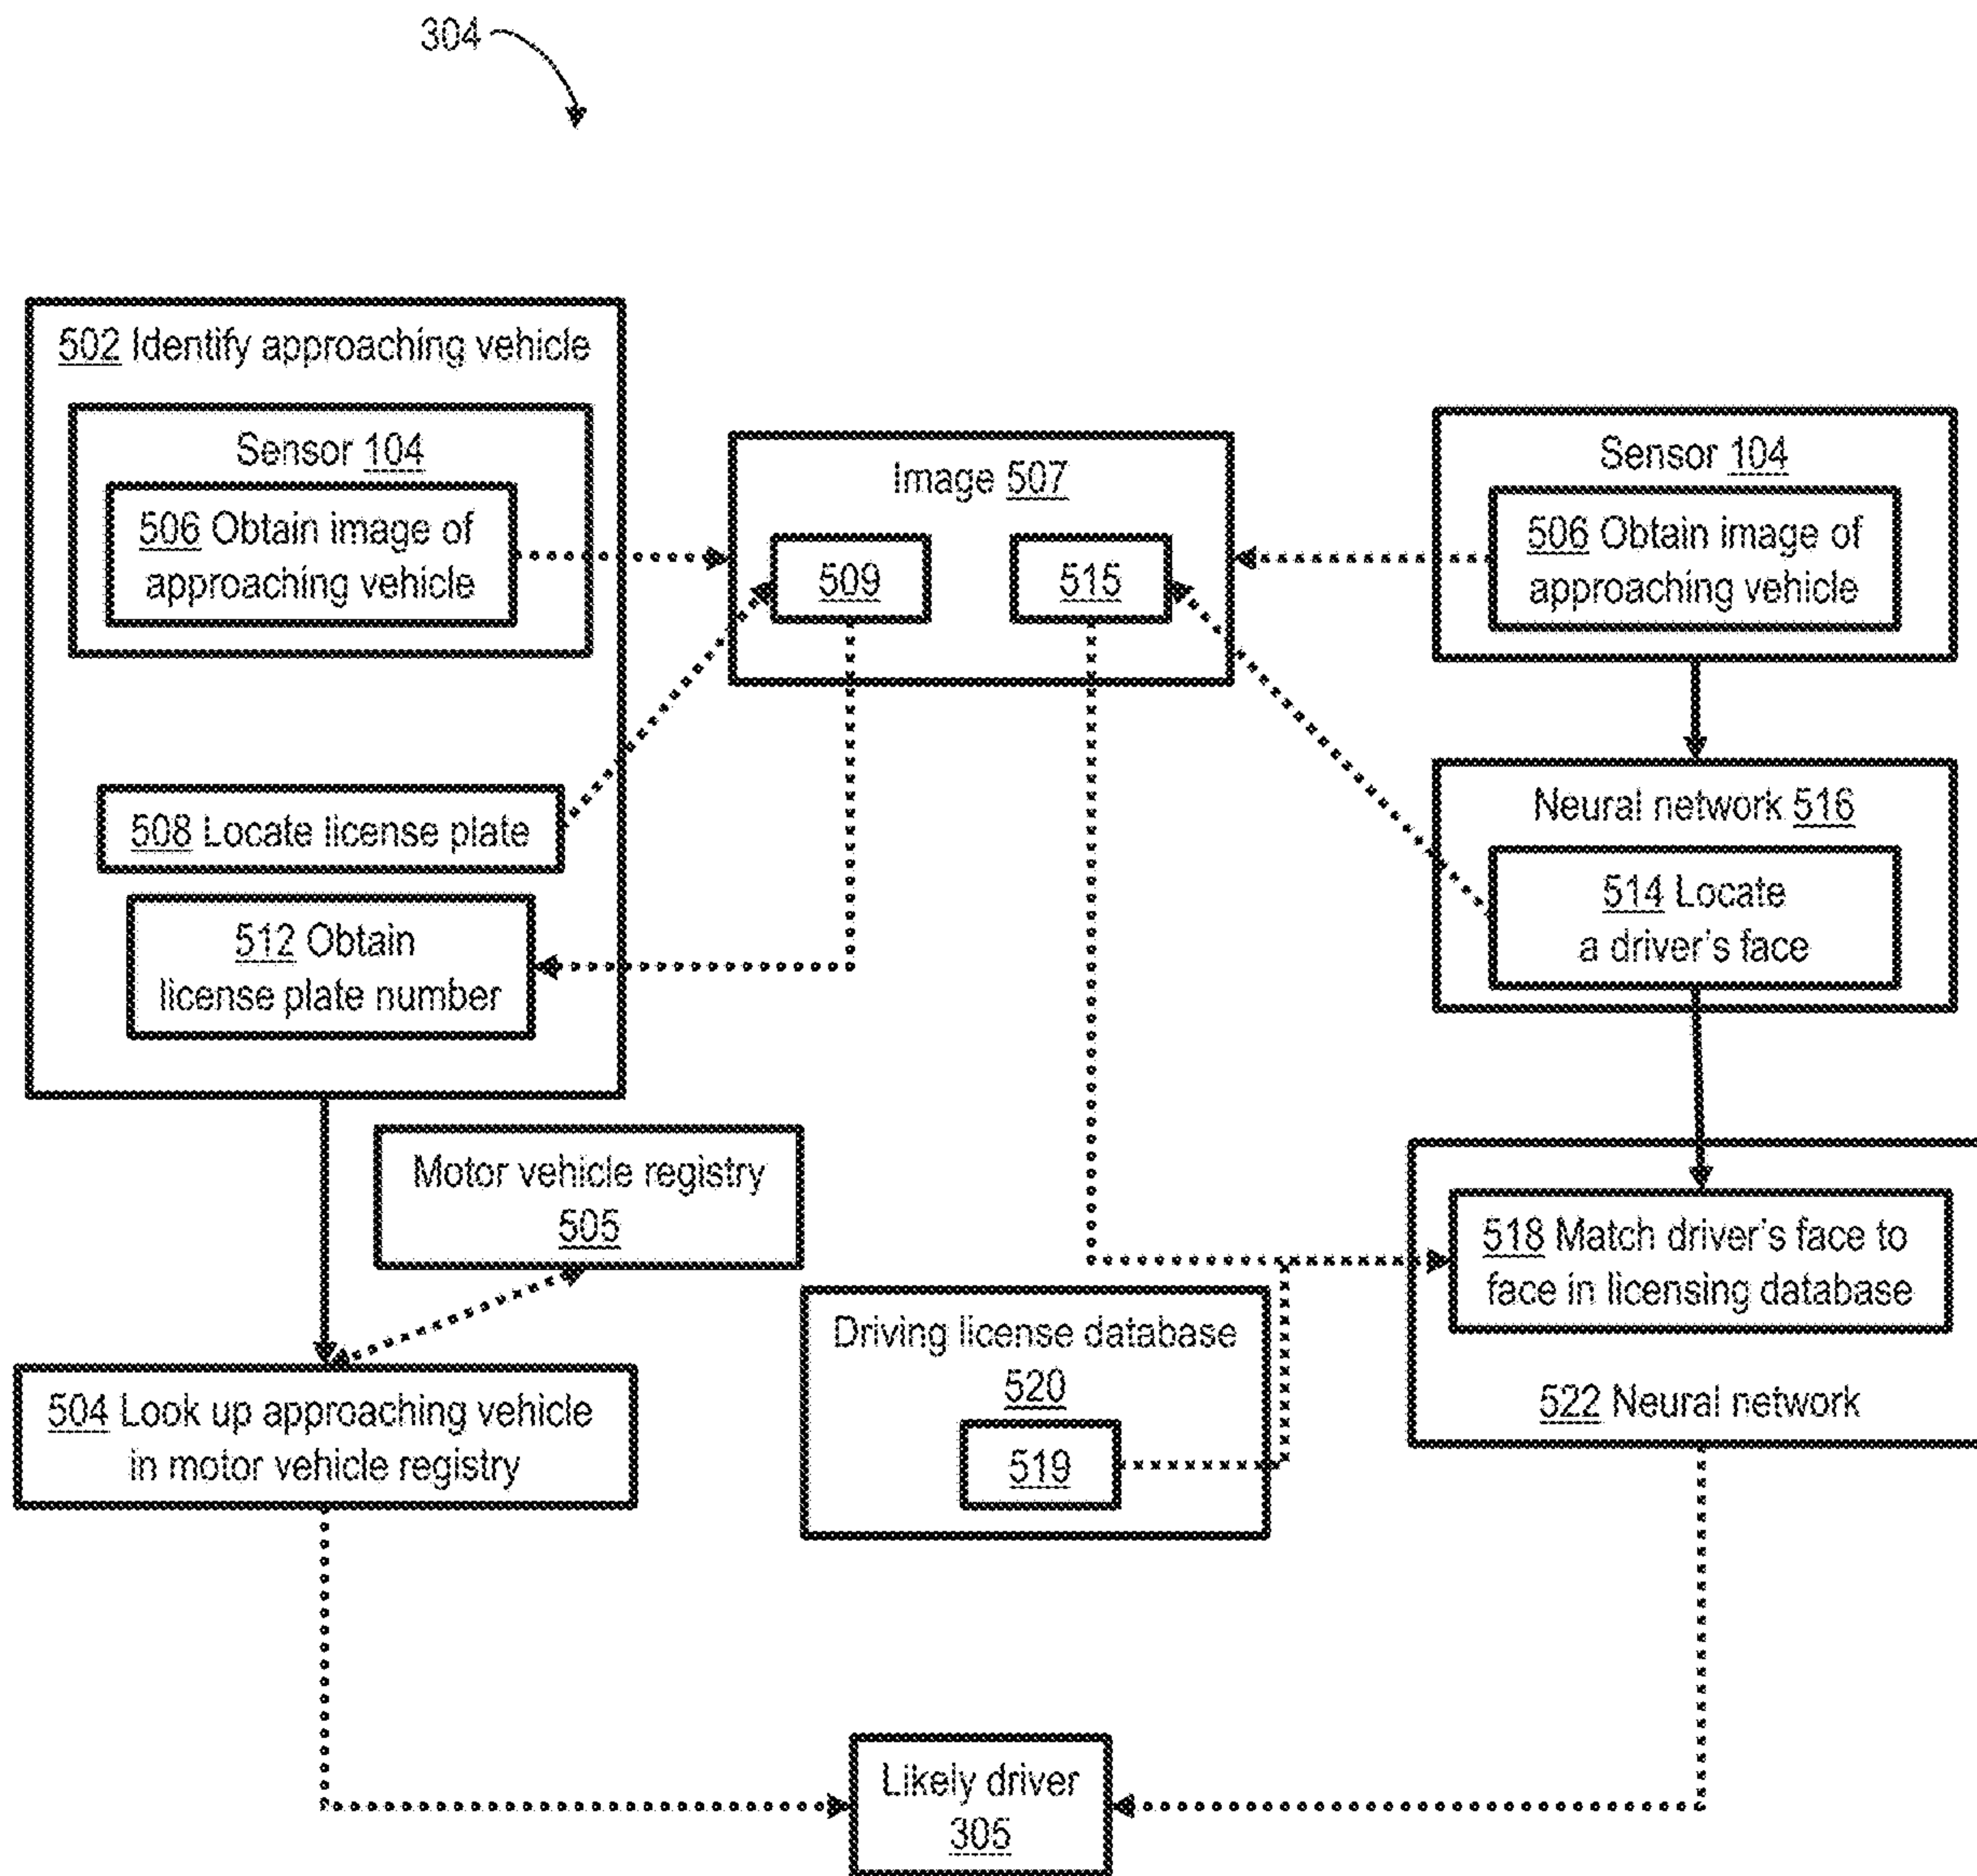 304
502 Identify approaching vehicle
Sensor 104
506 Obtain image of
approaching vehicle
508 Locate license plate
512 Obtain
license plate number
Image 507
509
515
Sensor 104
506 Obtain image of
approaching vehicle
Neural network 516
514 Locate
a driver's face
Motor vehicle registry
505
504 Look up approaching vehicle
in motor vehicle registry
Driving license database
520
519
518 Match driver's face to
face in licensing database
522 Neural network
Likely driver
305